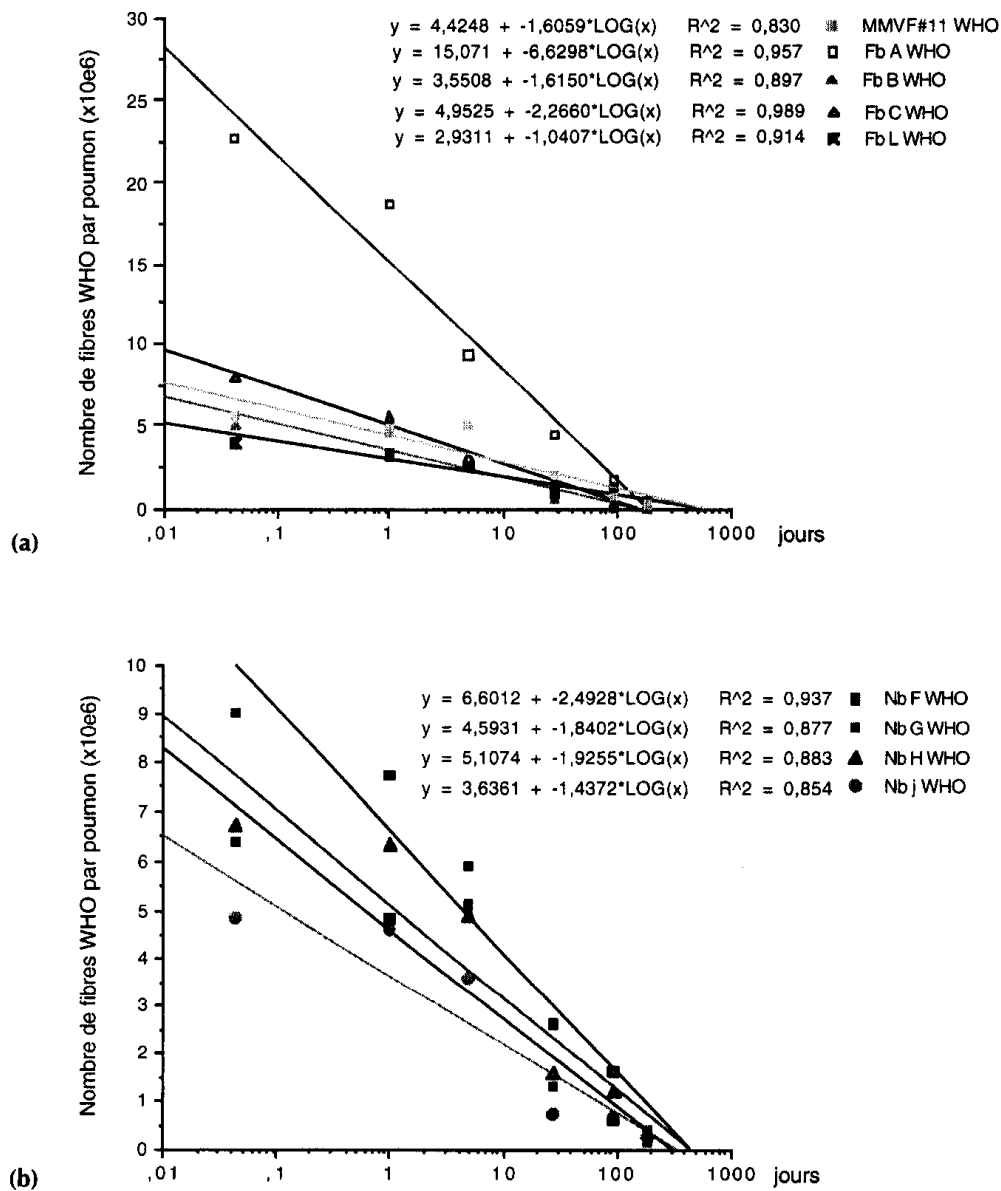 30
25
20
15
10
5
0
Nombre de fibres WHO par poumon (x10e6)
y = 4,4248 + -1,6059*LOG(x) R^2 = 0,830 MMVF#11 WHO
y = 15,071 + -6,6298*LOG(x) R^2 = 0,957 Fb A WHO
y = 3,5508 + -1,6150*LOG(x) R^2 = 0,897 Fb B WHO
y = 4,9525 + -2,2660*LOG(x) R^2 = 0,989 Fb C WHO
y = 2,9311 + -1,0407*LOG(x) R^2 = 0,914 Fb L WHO
,01 ,1 1 10 100 1000 jours
(a)
10
9
8
7
6
5
4
3
2
1
0
Nombre de fibres WHO par poumon (x10e6)
y = 6,6012 + -2,4928*LOG(x) R^2 = 0,937 Nb F WHO
y = 4,5931 + -1,8402*LOG(x) R^2 = 0,877 Nb G WHO
y = 5,1074 + -1,9255*LOG(x) R^2 = 0,883 Nb H WHO
y = 3,6361 + -1,4372*LOG(x) R^2 = 0,854 Nb j WHO
,01 ,1 1 10 100 1000 jours
(b)